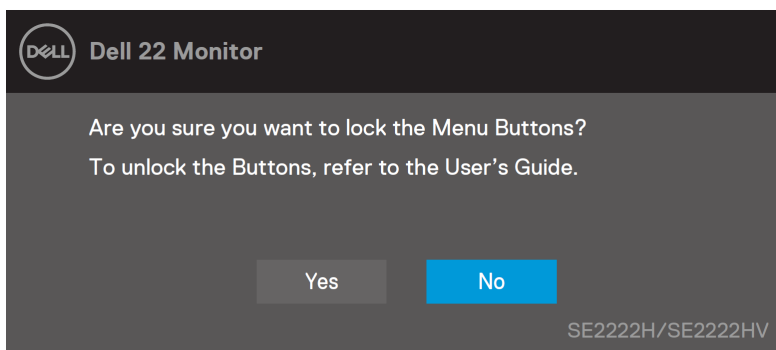 DELL Dell 22 Monitor
Are you sure you want to lock the Menu Buttons?
To unlock the Buttons, refer to the User’s Guide.
Yes No
SE2222H/SE2222HV